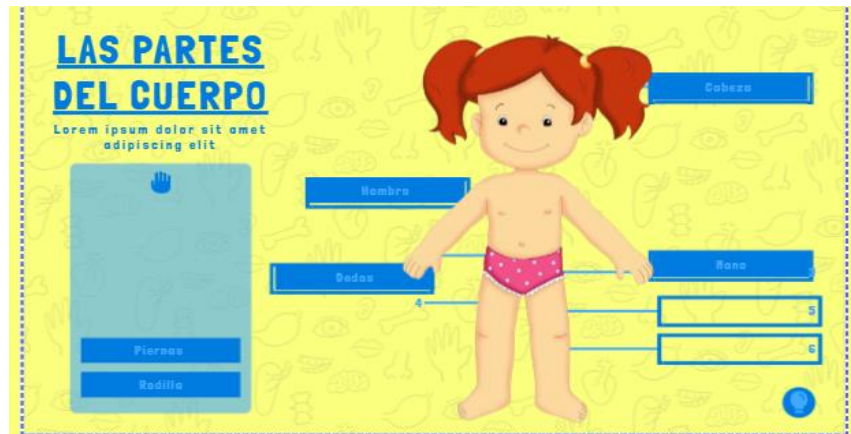 LAS PARTES
DEL CUERPO
Lorem ipsum dolor sit amet
adipiscing elit
Cabeza
Hombro
Mano
3
Dedos
4
5
6
Piernas
Rodilla